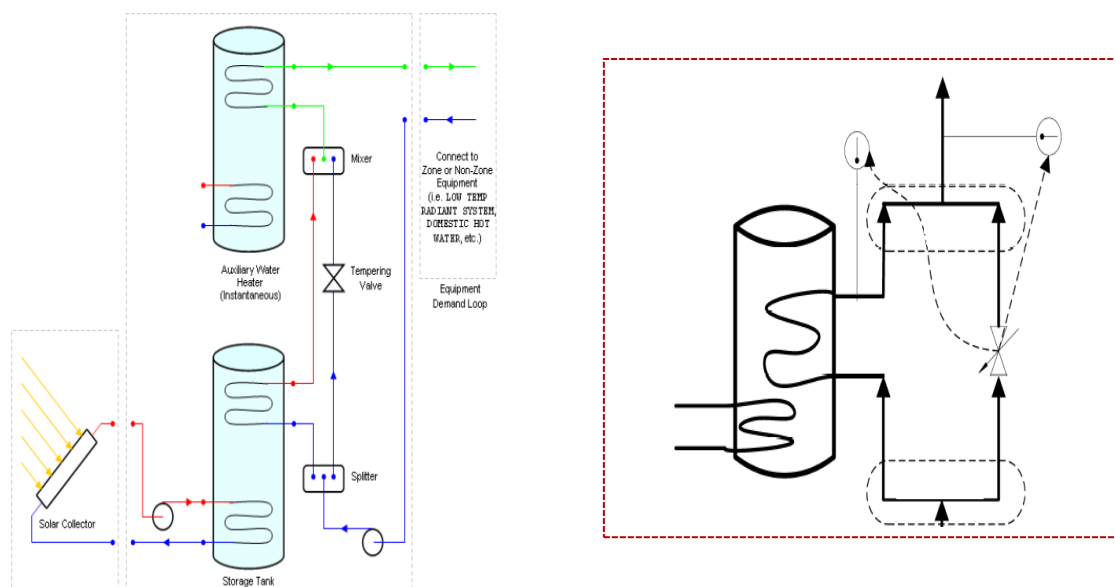 Mixer
Connect to
Zone or Non-Zone
Equipment
(i.e. LOW TEMP
RADIANT SYSTEM,
DOMESTIC HOT
WATER, etc.)
Auxiliary Water
Heater
(Instantaneous)
Tempering
Valve
Equipment
Demand Loop
Splitter
Solar Collector
Storage Tank